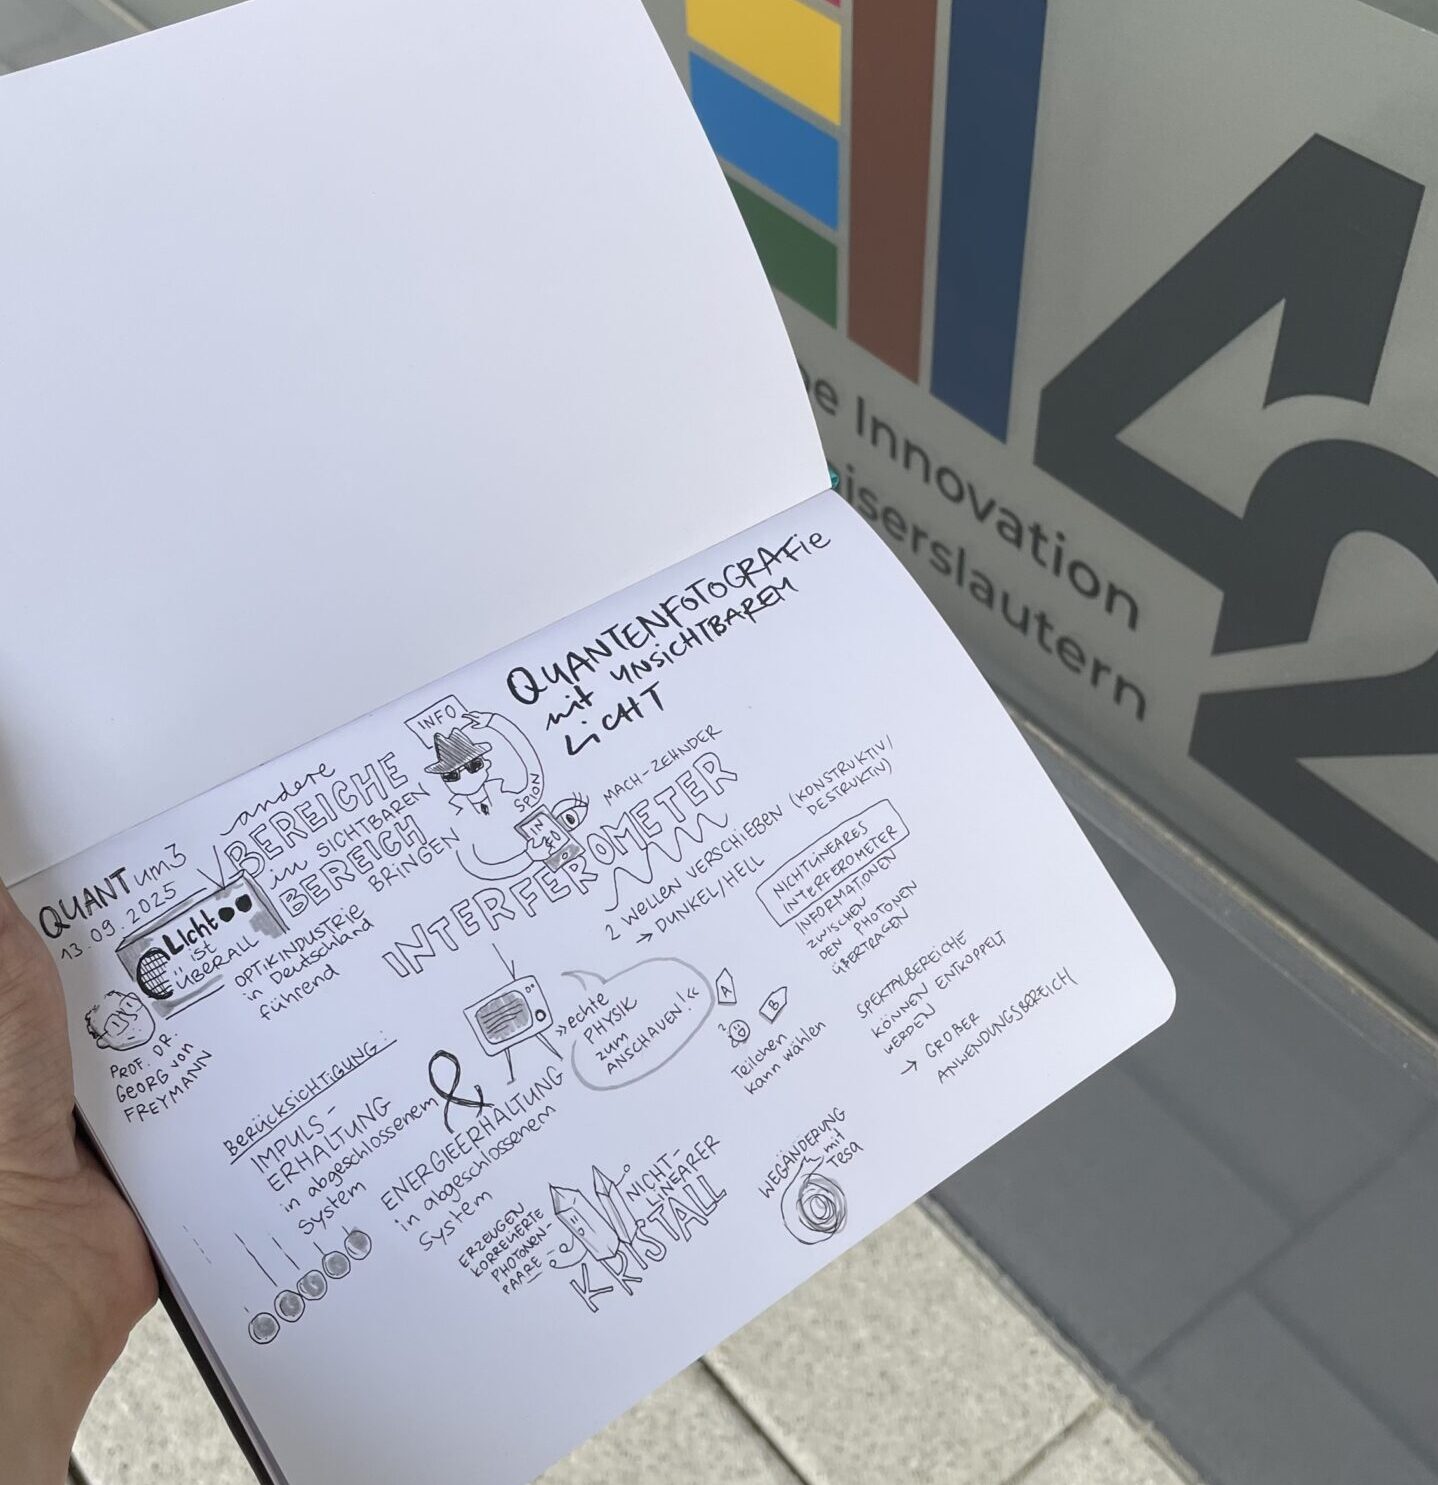 QUANTENFOTOGRAFIE
mit UNSICHTBAREM
LICHT
QUANTum3
13.09.2025
Licht
ist
ÜBERALL
PROF. DR.
GEORG von
FREYMANN
andere
BEREICHE
in SICHTBAREN
BEREICH
BRINGEN
OPTIKINDUSTRIE
in Deutschland
führend
INFO
SPION
IN
FO
MACH-ZEHNDER
INTERFEROMETER
2 WELLEN VERSCHIEBEN (KONSTRUKTIV/
DESTRUKTIV)
→ DUNKEL/HELL
NICHTLINEARES
INTERFEROMETER
INFORMATIONEN
ZWISCHEN
DEN PHOTONEN
ÜBERTRAGEN
SPEKTALBEREICHE
KÖNNEN ENTKOPPELT
WERDEN
→ GROßER
ANWENDUNGSBEREICH
»echte
PHYSIK
zum
ANSCHAUEN!«
A
B
?
Teilchen
kann wählen
BERÜCKSICHTIGUNG:
IMPULS-
ERHALTUNG
in abgeschlossenem
System
&
ENERGIEERHALTUNG
in abgeschlossenem
System
ERZEUGEN
KORRELIERTE
PHOTONEN-
PAARE
NICHT-
LINEARER
KRISTALL
WEGÄNDERUNG
mit
Tesa
42
Innovation
iserslautern